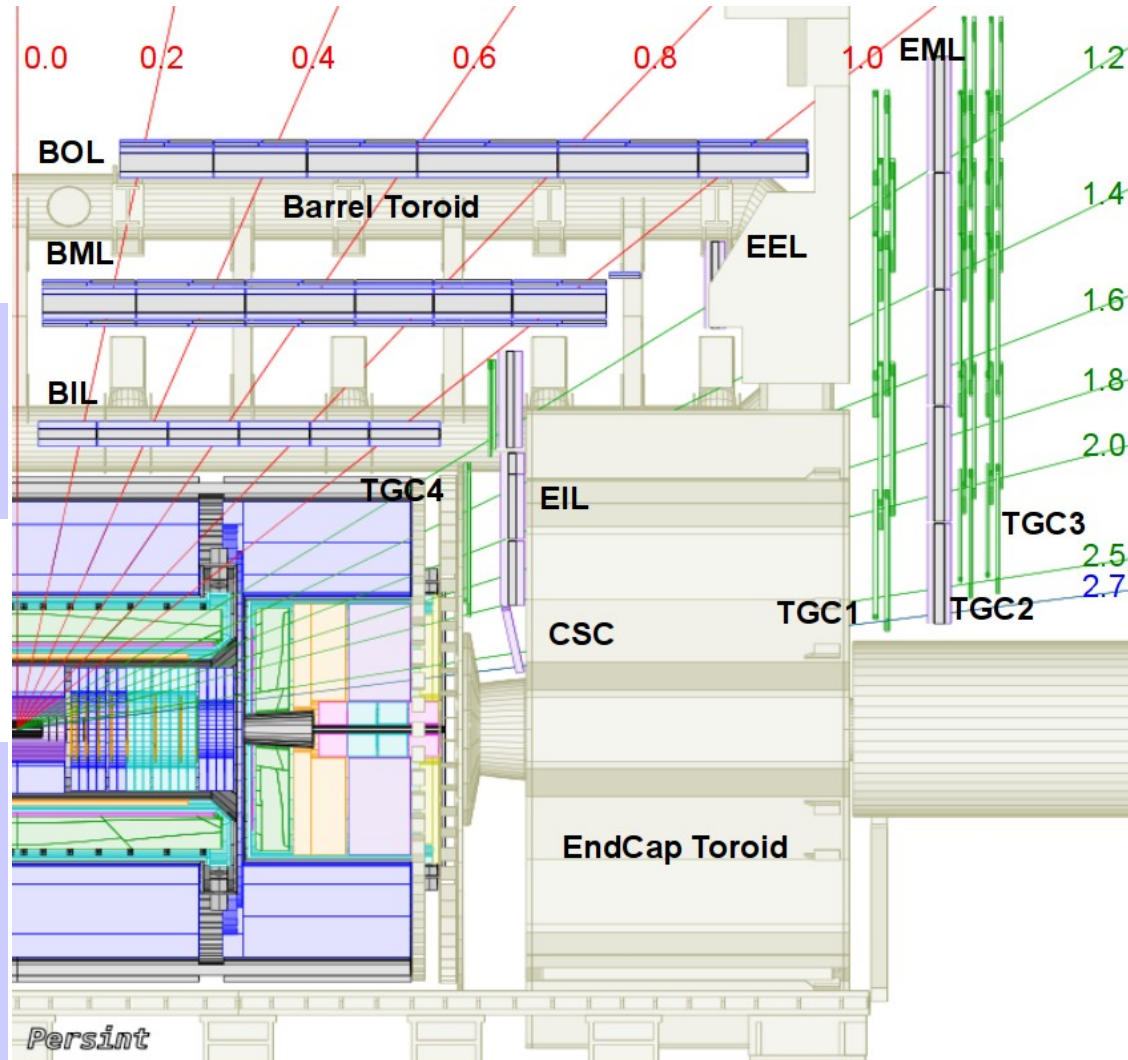 0.0 0.2 0.4 0.6 0.8 1.0 EML 1.2
BOL
Barrel Toroid
1.4
BML EEL
1.6
1.8
BIL
2.0
TGC4 EIL
TGC3
2.5
2.7
TGC1 TGC2
CSC
EndCap Toroid
Persint